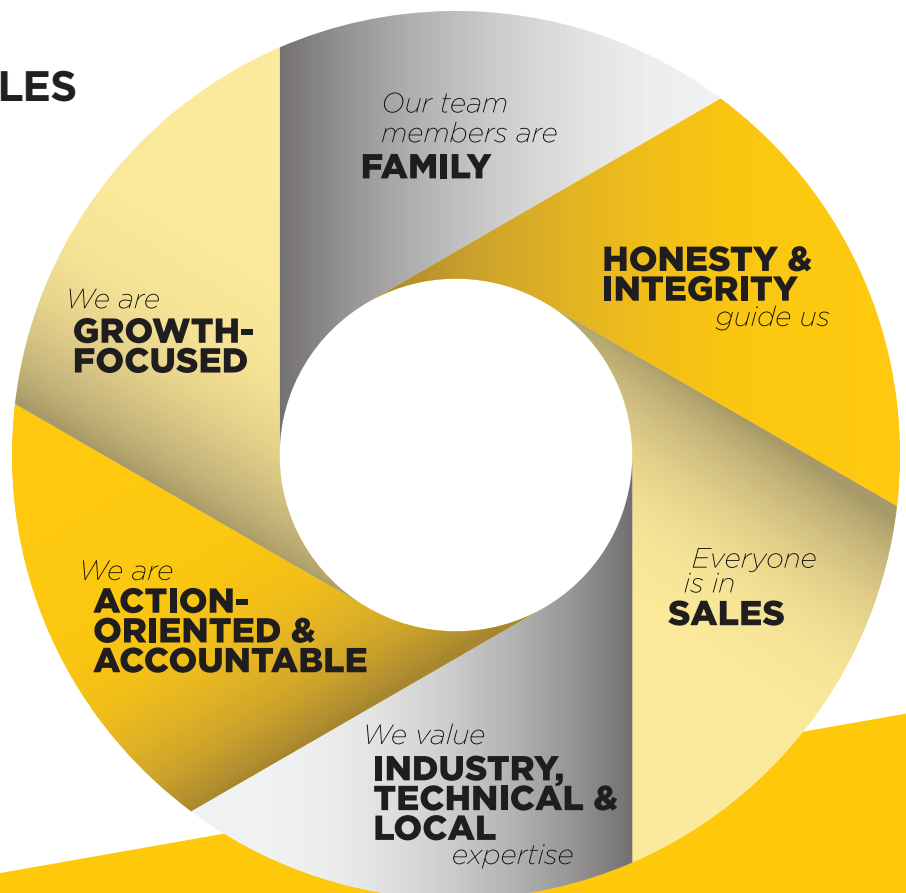 LES
Our team
members are
FAMILY
HONESTY &
INTEGRITY
guide us
Everyone
is in
SALES
We value
INDUSTRY,
TECHNICAL &
LOCAL
expertise
We are
ACTION-
ORIENTED &
ACCOUNTABLE
We are
GROWTH-
FOCUSED